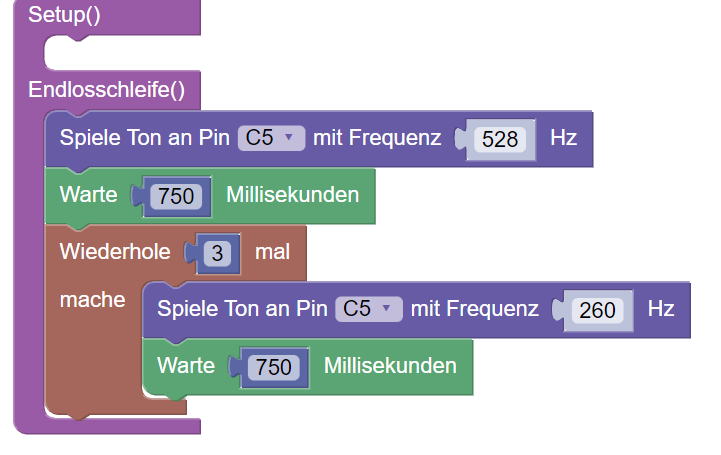 Setup()
Endlosschleife()
Spiele Ton an Pin C5 mit Frequenz 528 Hz
Warte 750 Millisekunden
Wiederhole 3 mal
mache Spiele Ton an Pin C5 mit Frequenz 260 Hz
Warte 750 Millisekunden